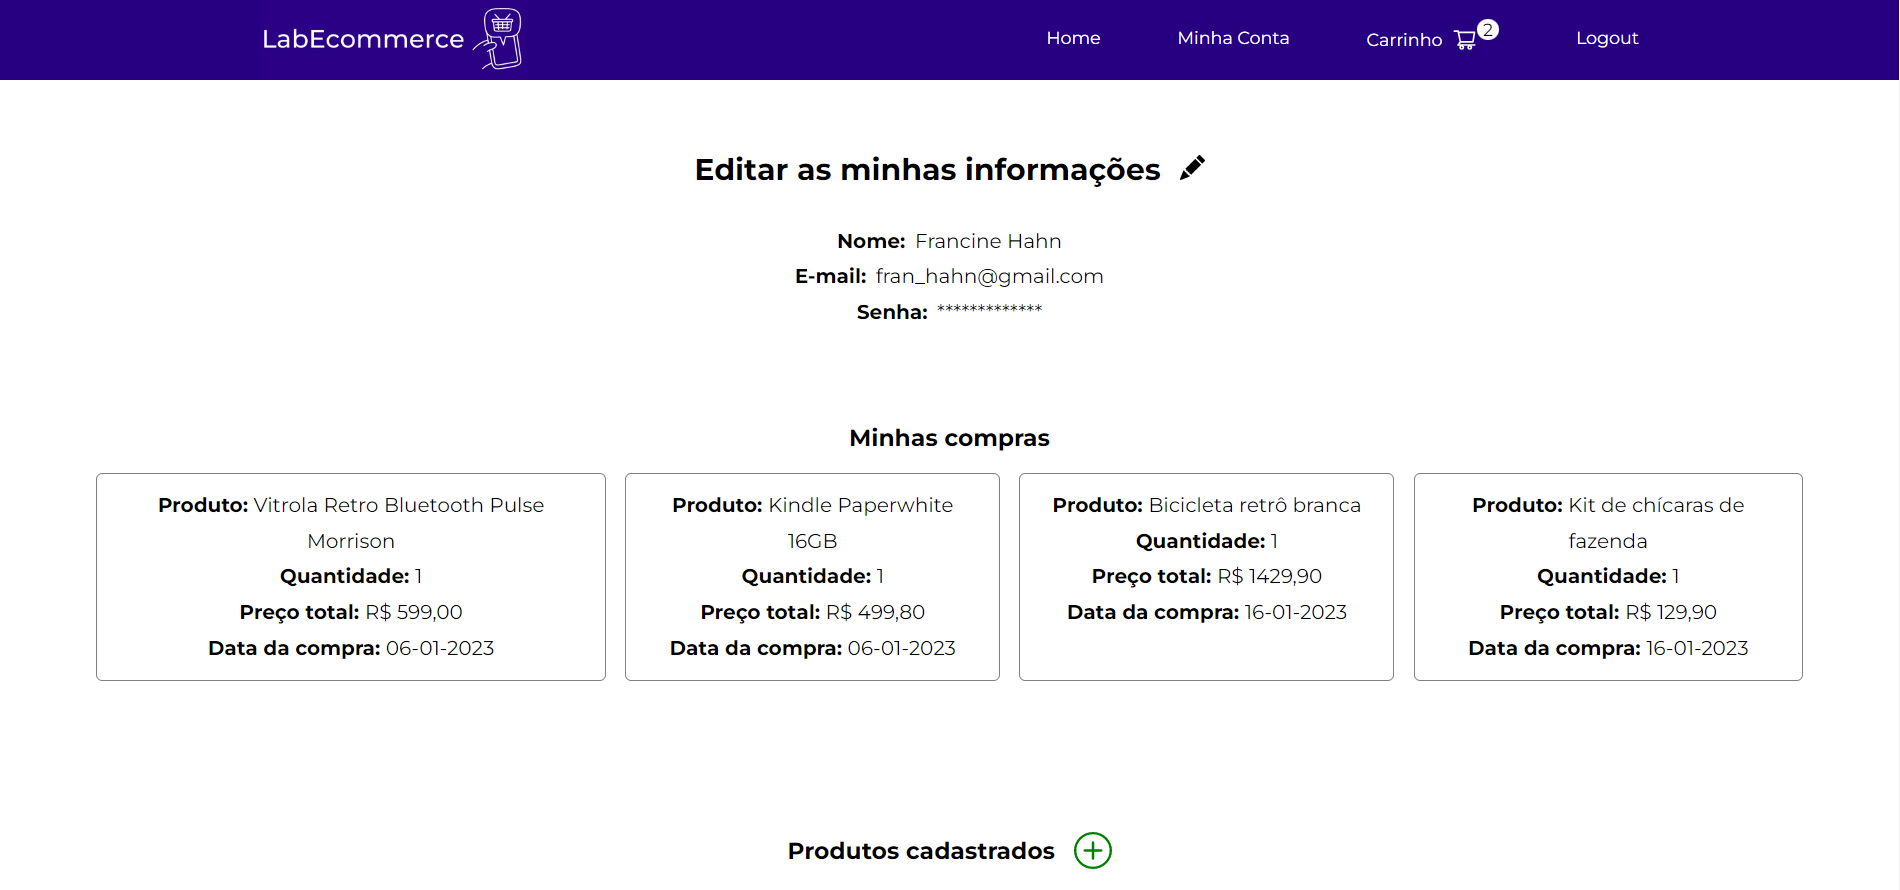 LabEcommerce
Home
Minha Conta
Carrinho
2
Logout
Editar as minhas informações
Nome: Francine Hahn
E-mail: fran_hahn@gmail.com
Senha: *************
Minhas compras
Produto: Vitrola Retro Bluetooth Pulse
Morrison
Quantidade: 1
Preço total: R$ 599,00
Data da compra: 06-01-2023
Produto: Kindle Paperwhite
16GB
Quantidade: 1
Preço total: R$ 499,80
Data da compra: 06-01-2023
Produto: Bicicleta retrô branca
Quantidade: 1
Preço total: R$ 1429,90
Data da compra: 16-01-2023
Produto: Kit de chícaras de
fazenda
Quantidade: 1
Preço total: R$ 129,90
Data da compra: 16-01-2023
Produtos cadastrados